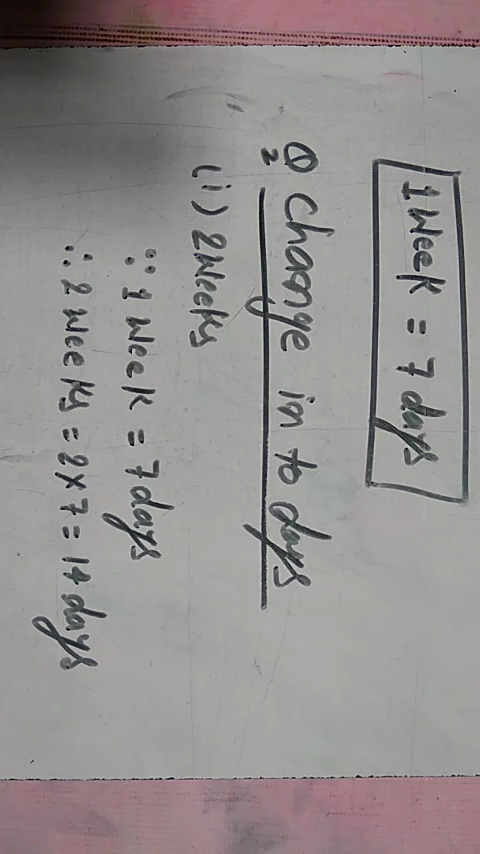 1 Week = 7 days
Q2 change in to days
(i) 2 Weeks
∵ 1 Week = 7 days
∴ 2 Weeks = 2 × 7 = 14 days